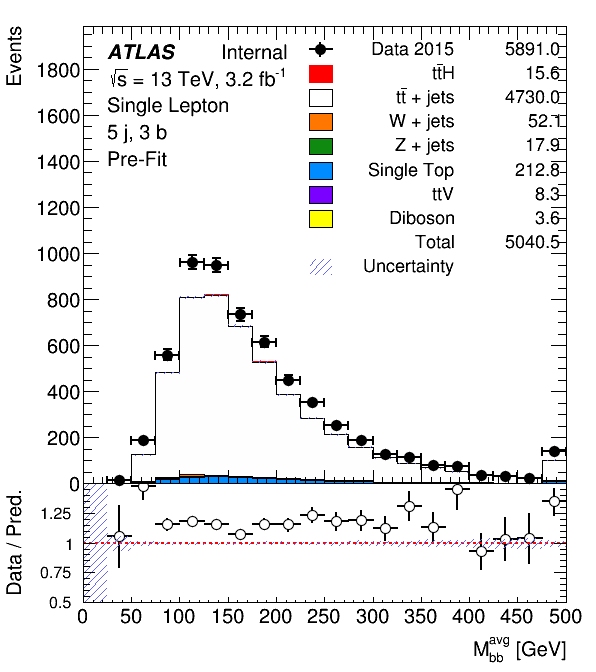 Events
ATLAS Internal
√s = 13 TeV, 3.2 fb⁻¹
Single Lepton
5 j, 3 b
Pre-Fit
Data 2015 5891.0
tt̄H 15.6
tt̄ + jets 4730.0
W + jets 52.1
Z + jets 17.9
Single Top 212.8
ttV 8.3
Diboson 3.6
Total 5040.5
Uncertainty
1800
1600
1400
1200
1000
800
600
400
200
0
Data / Pred.
1.25
1
0.75
0.5
0 50 100 150 200 250 300 350 400 450 500
M_bb^avg [GeV]